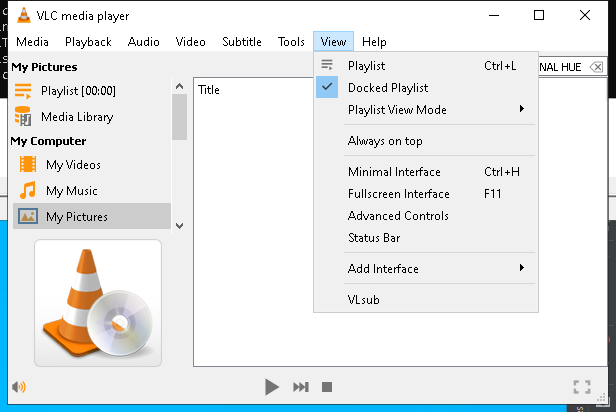 VLC media player
Media Playback Audio Video Subtitle Tools View Help
My Pictures
Playlist [00:00]
Media Library
My Computer
My Videos
My Music
My Pictures
Title
NAL HUE
Playlist Ctrl+L
Docked Playlist
Playlist View Mode
Always on top
Minimal Interface Ctrl+H
Fullscreen Interface F11
Advanced Controls
Status Bar
Add Interface
VLsub